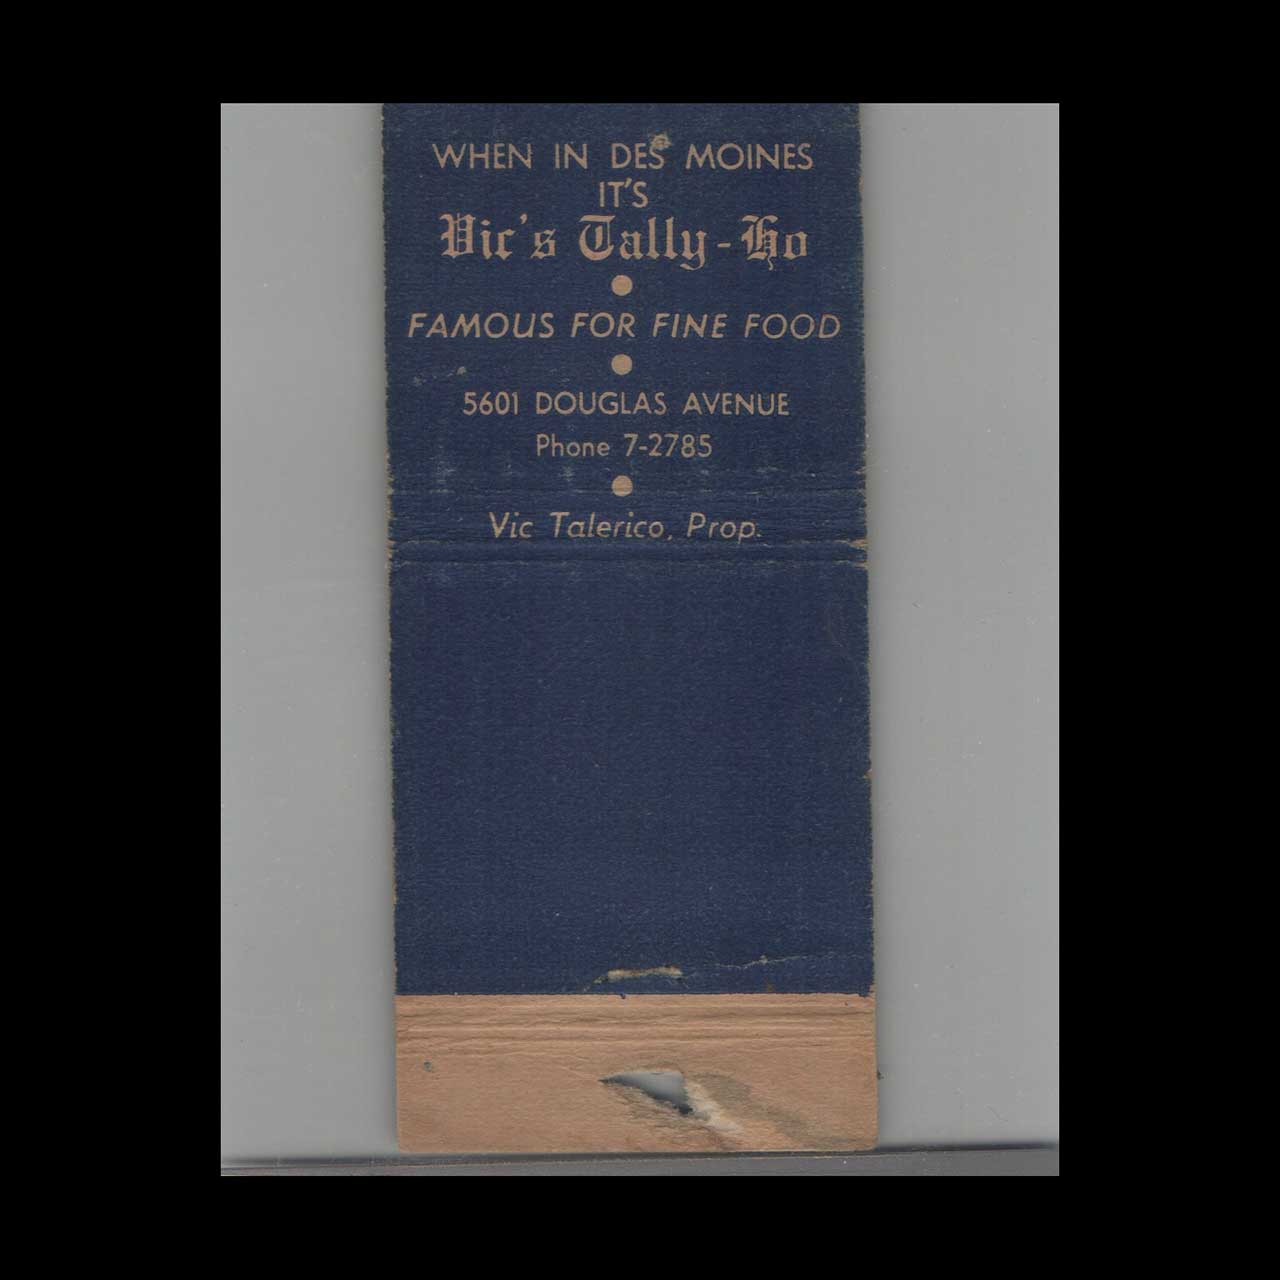 WHEN IN DES MOINES
IT'S
Vic's Tally-Ho
FAMOUS FOR FINE FOOD
5601 DOUGLAS AVENUE
Phone 7-2785
Vic Talerico, Prop.